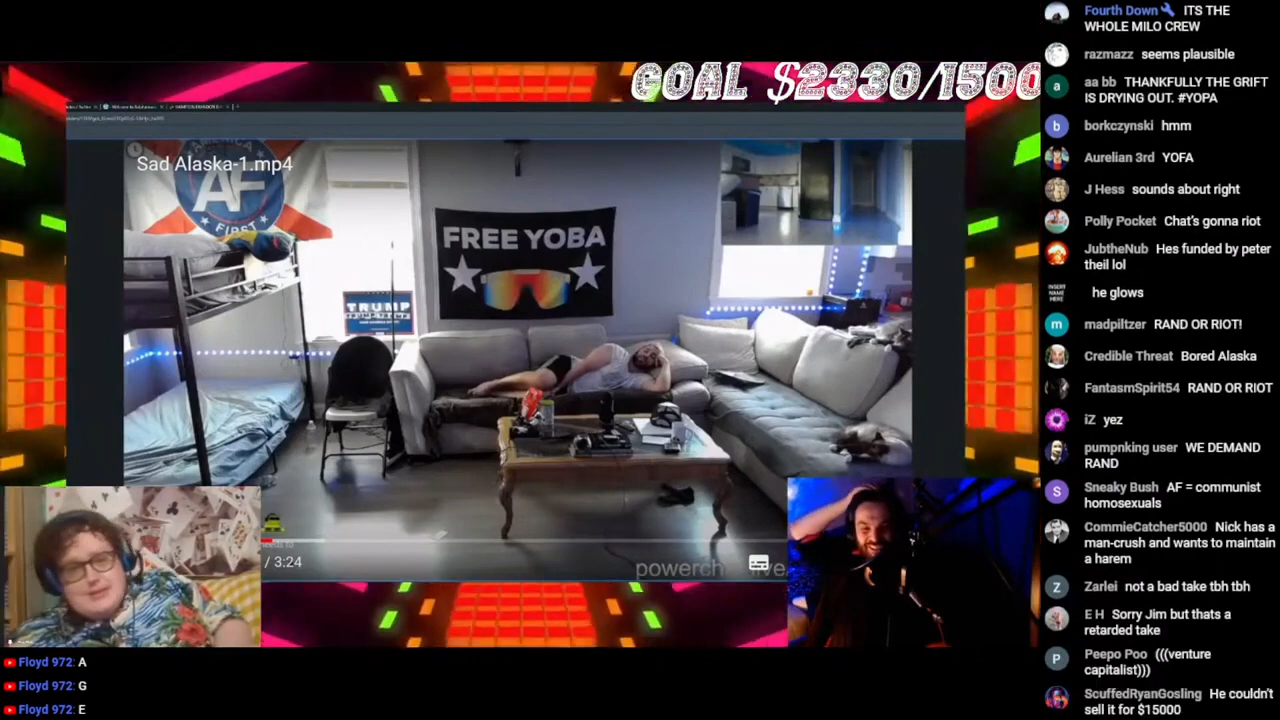 GOAL $2330/1500
Sad Alaska-1.mp4
AF
FIRST
FREE YOBA
TRUMP
/ 3:24
Floyd 972: A
Floyd 972: G
Floyd 972: E
Fourth Down ITS THE
WHOLE MILO CREW
razmazz seems plausible
a
aa bb THANKFULLY THE GRIFT
IS DRYING OUT. #YOPA
b
borkczynski hmm
Aurelian 3rd YOFA
J Hess sounds about right
Polly Pocket Chat's gonna riot
JubtheNub Hes funded by peter
theil lol
INSERT
NAME
HERE
he glows
m
madpiltzer RAND OR RIOT!
Credible Threat Bored Alaska
FantasmSpirit54 RAND OR RIOT
iZ yez
pumpnking user WE DEMAND
RAND
S
Sneaky Bush AF = communist
homosexuals
CommieCatcher5000 Nick has a
man-crush and wants to maintain
a harem
Z
Zarlei not a bad take tbh tbh
E H Sorry Jim but thats a
retarded take
P
Peepo Poo (((venture
capitalist)))
ScuffedRyanGosling He couldn't
sell it for $15000